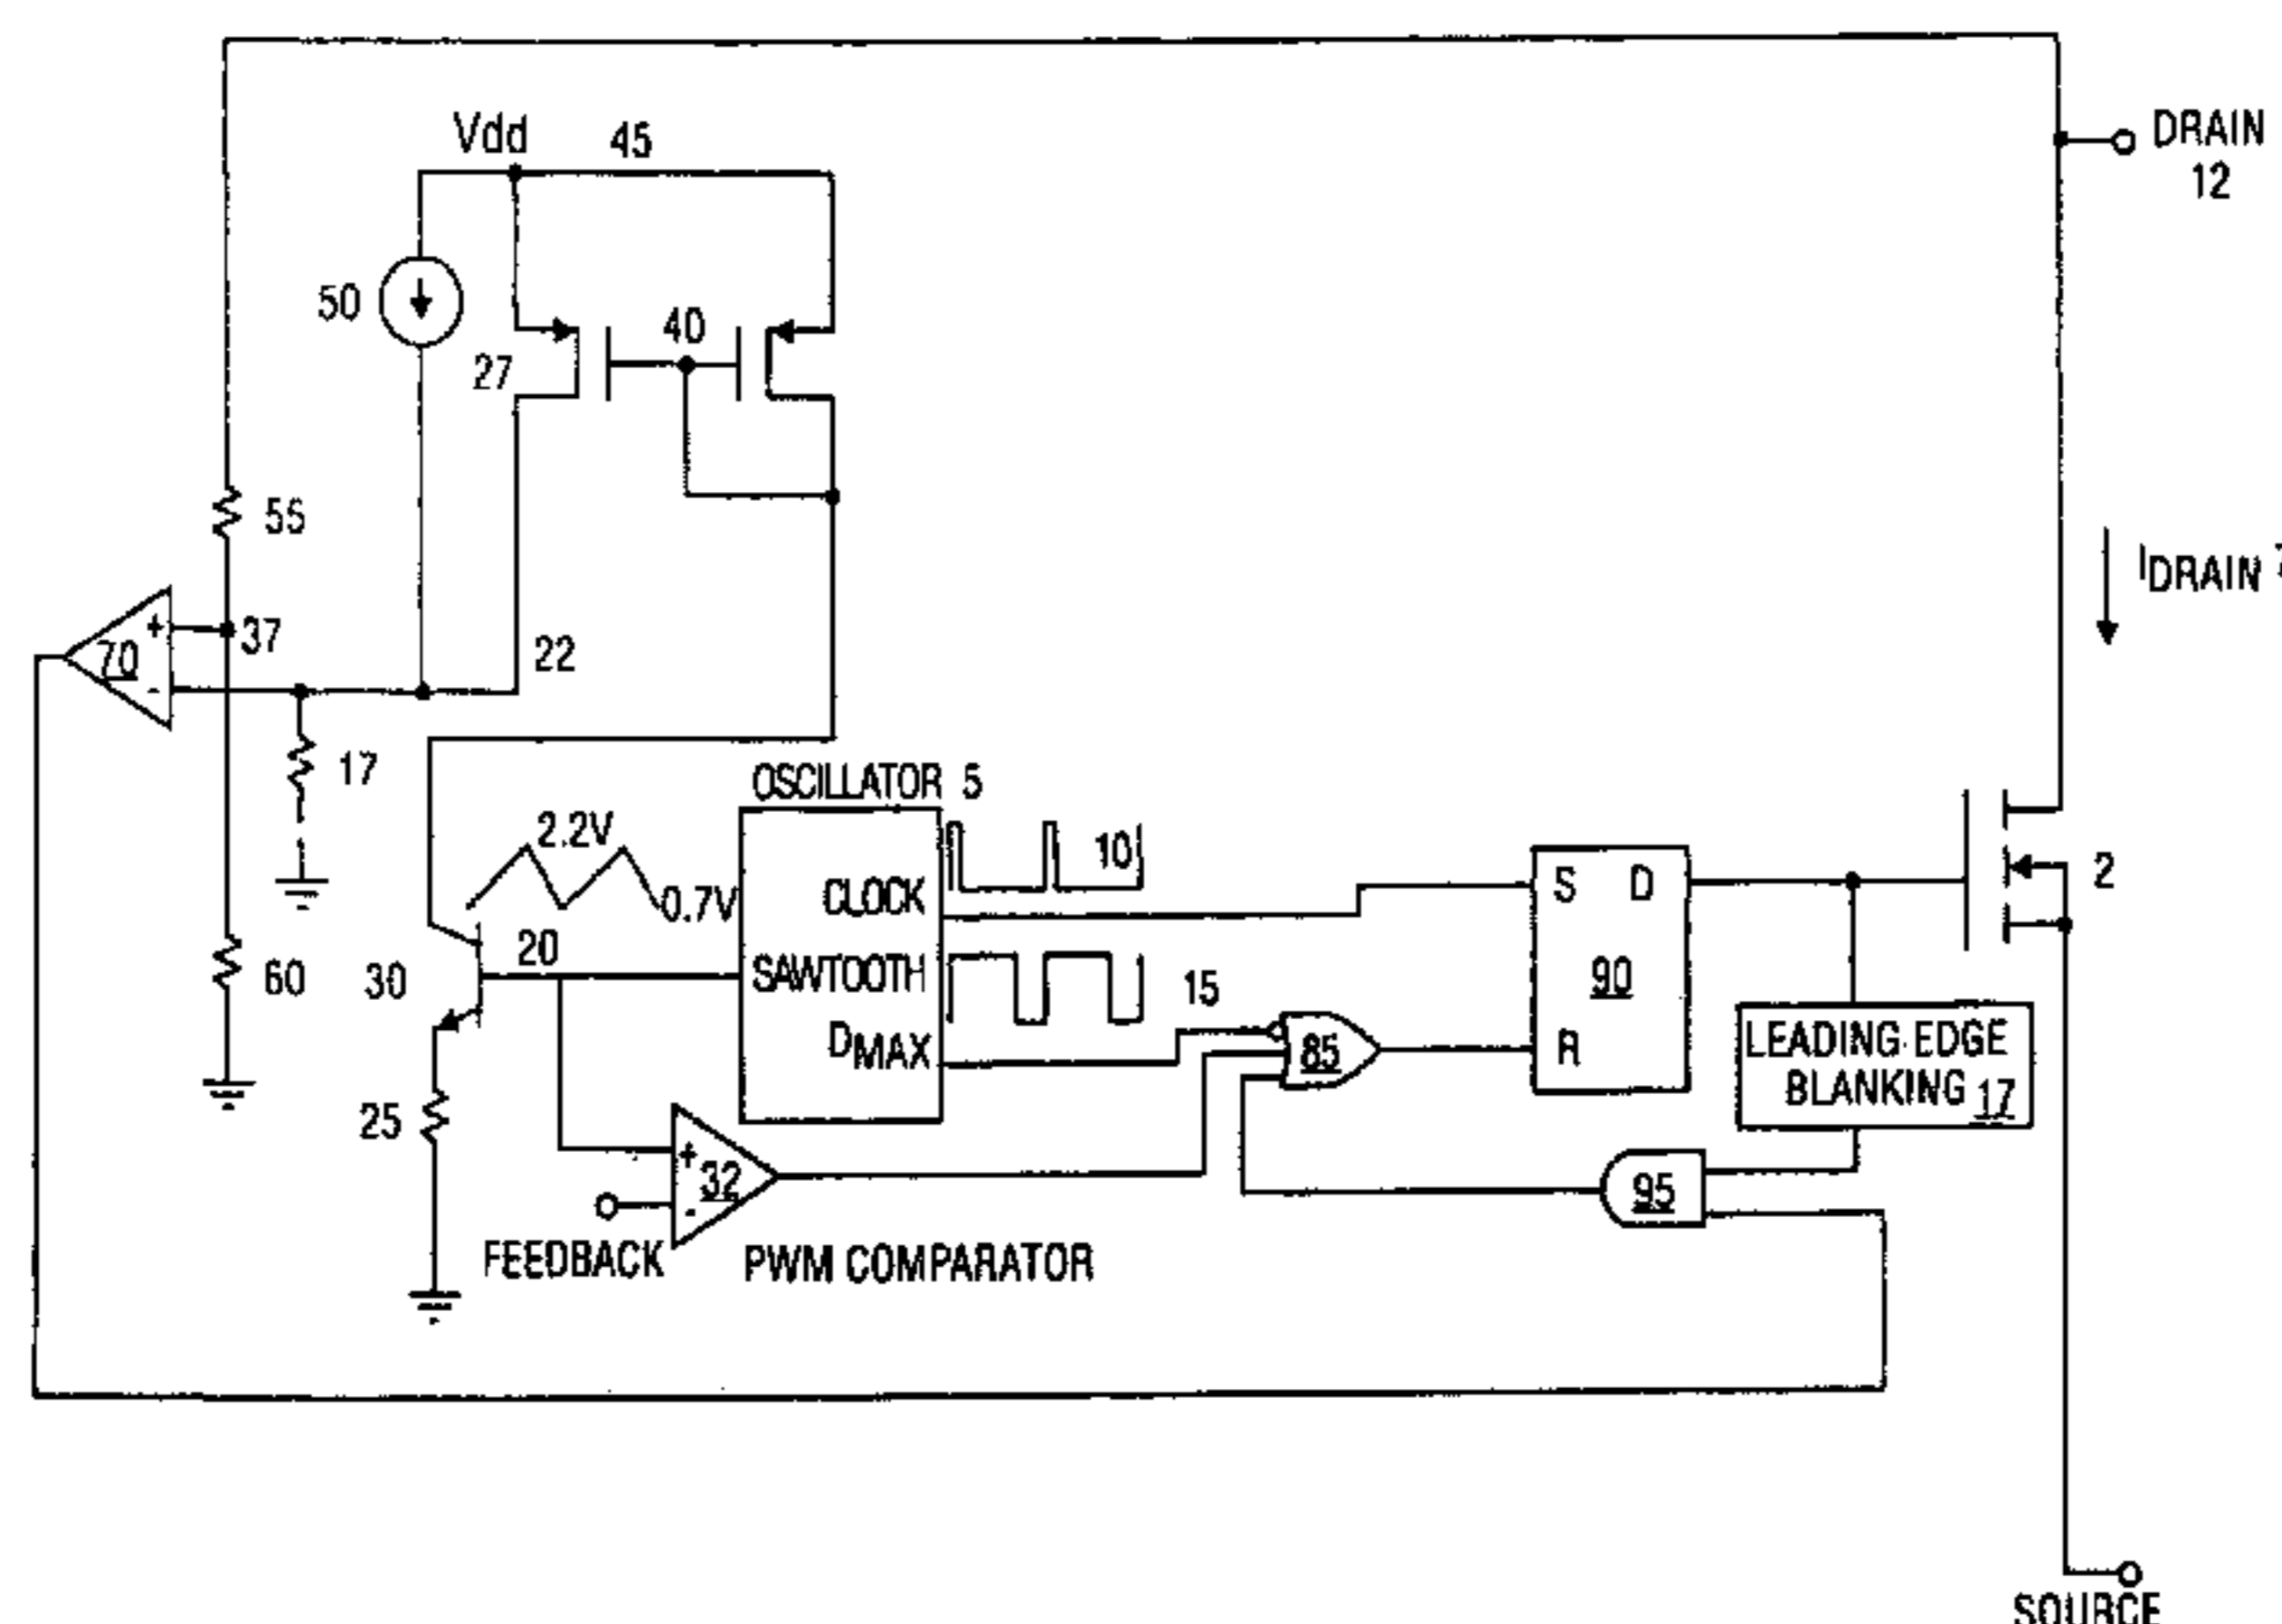 Vdd
45
DRAIN
12
50
27
40
55
IDRAIN
+
70
-
37
22
17
OSCILLATOR 5
2.2V
0.7V
10
CLOCK
S
D
2
20
30
SAWTOOTH
15
90
60
DMAX
85
R
LEADING EDGE
BLANKING 17
25
+
32
-
95
FEEDBACK
PWM COMPARATOR
SOURCE